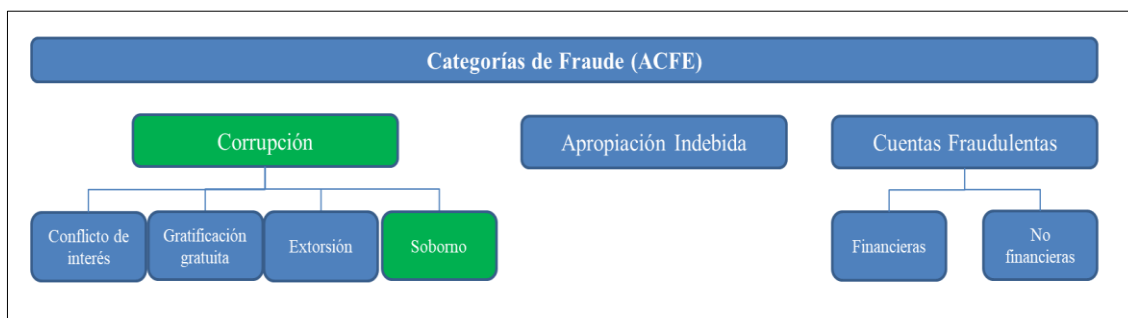 Categorías de Fraude (ACFE)
Corrupción
Apropiación Indebida
Cuentas Fraudulentas
Conflicto de
interés
Gratificación
gratuita
Extorsión
Soborno
Financieras
No
financieras